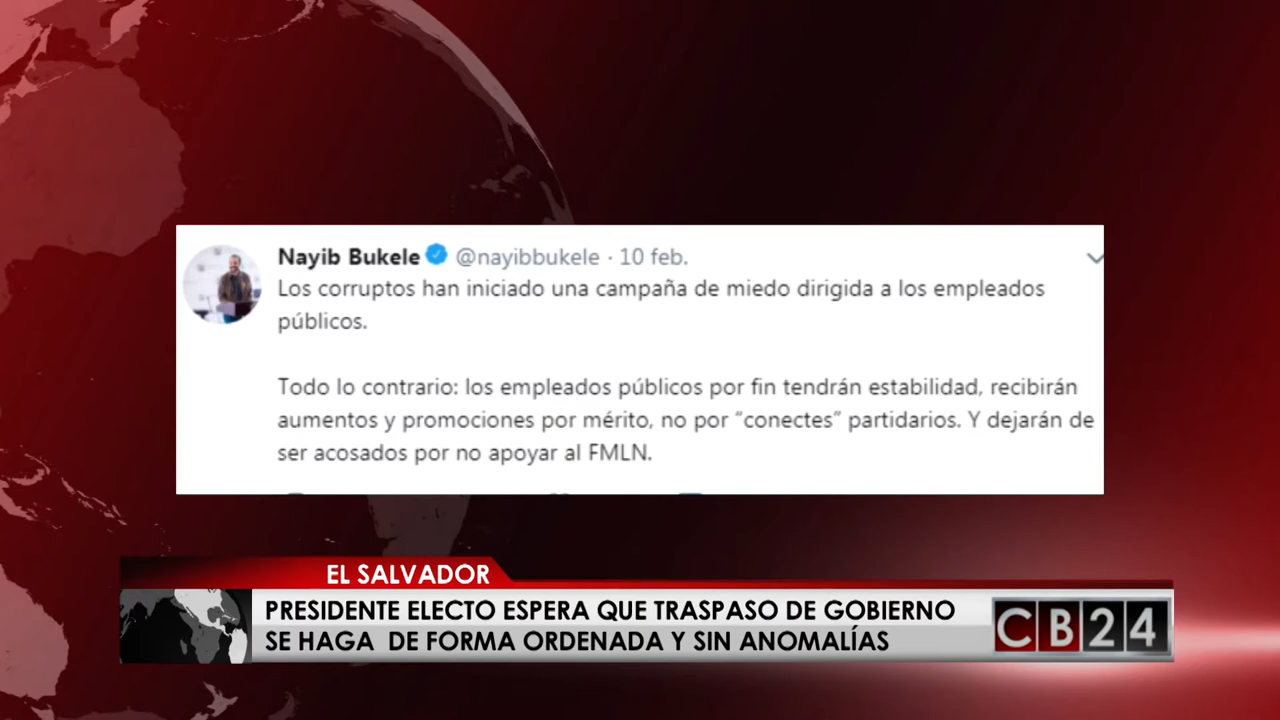 Nayib Bukele @nayibbukele · 10 feb.
Los corruptos han iniciado una campaña de miedo dirigida a los empleados
públicos.
Todo lo contrario: los empleados públicos por fin tendrán estabilidad, recibirán
aumentos y promociones por mérito, no por “conectes” partidarios. Y dejarán de
ser acosados por no apoyar al FMLN.
EL SALVADOR
PRESIDENTE ELECTO ESPERA QUE TRASPASO DE GOBIERNO
SE HAGA DE FORMA ORDENADA Y SIN ANOMALÍAS
CB24